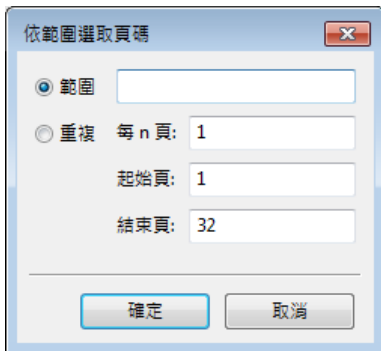 依範圍選取頁碼
範圍
重複 每 n 頁: 1
起始頁: 1
結束頁: 32
確定 取消